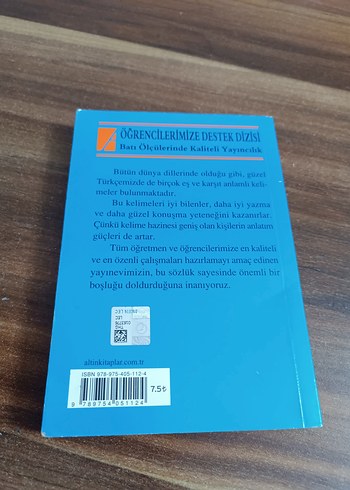 ÖĞRENCİLERİMİZE DESTEK DİZİSİ
Batı Ölçülerinde Kaliteli Yayıncılık
Bütün dünya dillerinde olduğu gibi, güzel
Türkçemizde de birçok eş ve karşıt anlamlı keli-
meler bulunmaktadır.
Bu kelimeleri iyi bilenler, daha iyi yazma
ve daha güzel konuşma yeteneğini kazanırlar.
Çünkü kelime hazinesi geniş olan kişilerin anlatım
güçleri de artar.
Tüm öğretmen ve öğrencilerimize en kaliteli
ve en özenli çalışmaları hazırlamayı amaç edinen
yayınevimizin, bu sözlük sayesinde önemli bir
boşluğu doldurduğuna inanıyoruz.
altinkitaplar.com.tr
ISBN 978-975-405-112-4
9 789754 051124
7.5₺